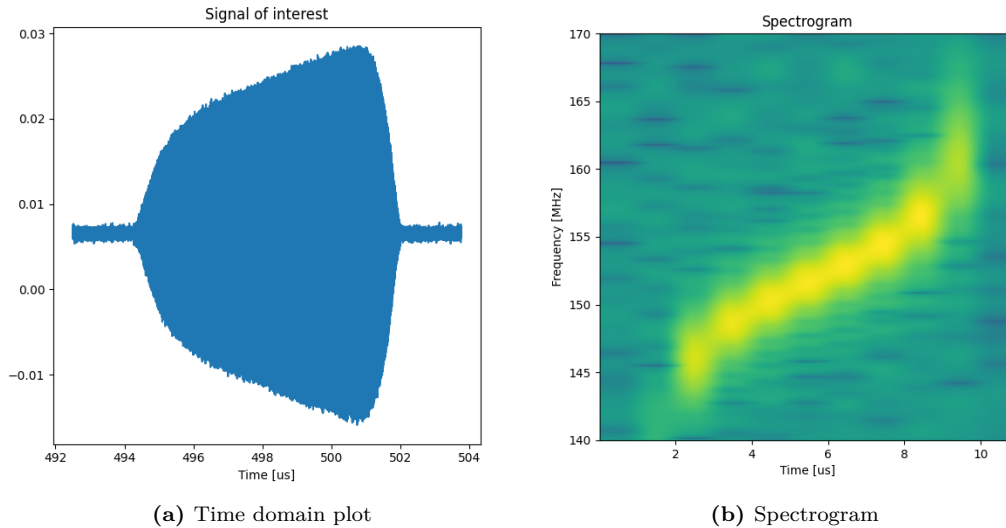 Signal of interest
0.03
0.02
0.01
0.00
−0.01
492 494 496 498 500 502 504
Time [us]
(a) Time domain plot
Spectrogram
170
165
160
155
150
145
140
Frequency [MHz]
2 4 6 8 10
Time [us]
(b) Spectrogram